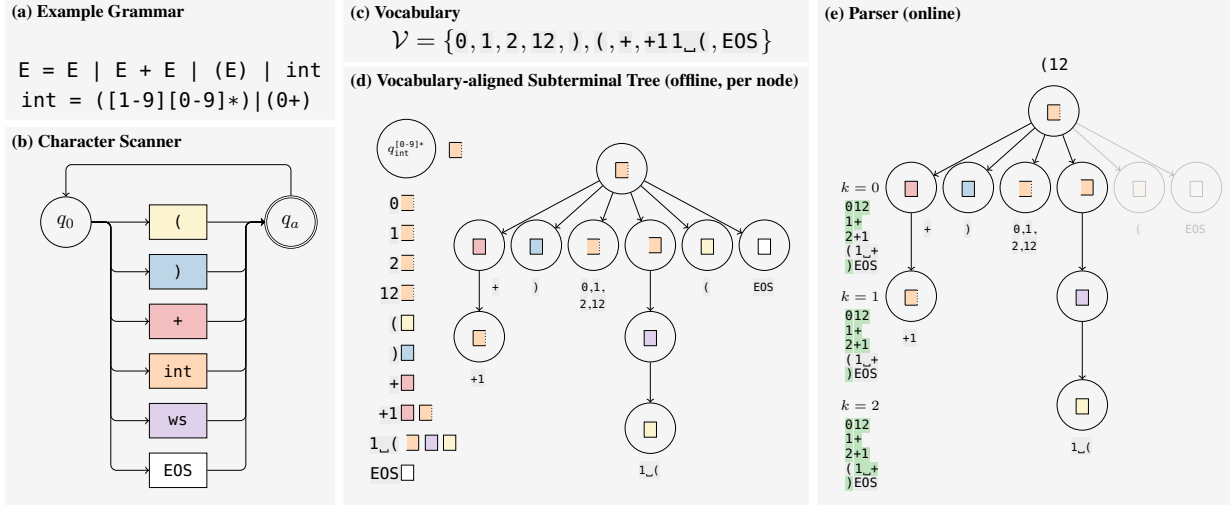 (a) Example Grammar
E = E | E + E | (E) | int
int = ([1-9][0-9]*)|(0+)
(b) Character Scanner
q0
(
)
+
int
ws
EOS
qa
(c) Vocabulary
𝒱 = {0, 1, 2, 12, ), (, +, +11␣(, EOS}
(d) Vocabulary-aligned Subterminal Tree (offline, per node)
q[0-9]*int
0
1
2
12
(
)
+
+1
1␣(
EOS
+
)
0,1,
2,12
(
EOS
+1
1␣(
(e) Parser (online)
(12
k = 0
012
1+
2+1
(1␣+
)EOS
k = 1
012
1+
2+1
(1␣+
)EOS
k = 2
012
1+
2+1
(1␣+
)EOS
+
)
0,1,
2,12
(
EOS
+1
1␣(